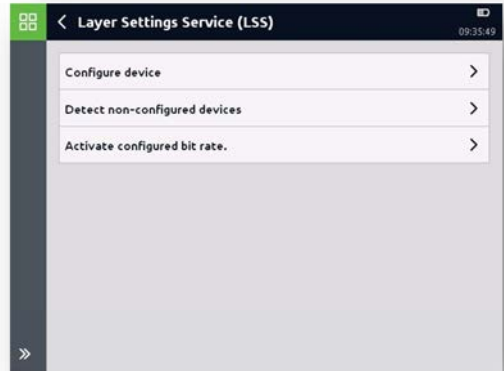 Layer Settings Service (LSS)
09:35:49
Configure device
Detect non-configured devices
Activate configured bit rate.